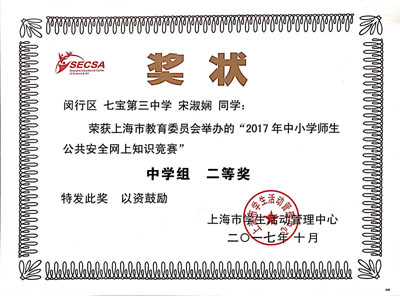 SECSA
奖状
闵行区 七宝第三中学 宋淑娴 同学:
荣获上海市教育委员会举办的“2017年中小学师生
公共安全网上知识竞赛”
中学组 二等奖
特发此奖 以资鼓励
上海市学生活动管理中心
二〇一七年十月